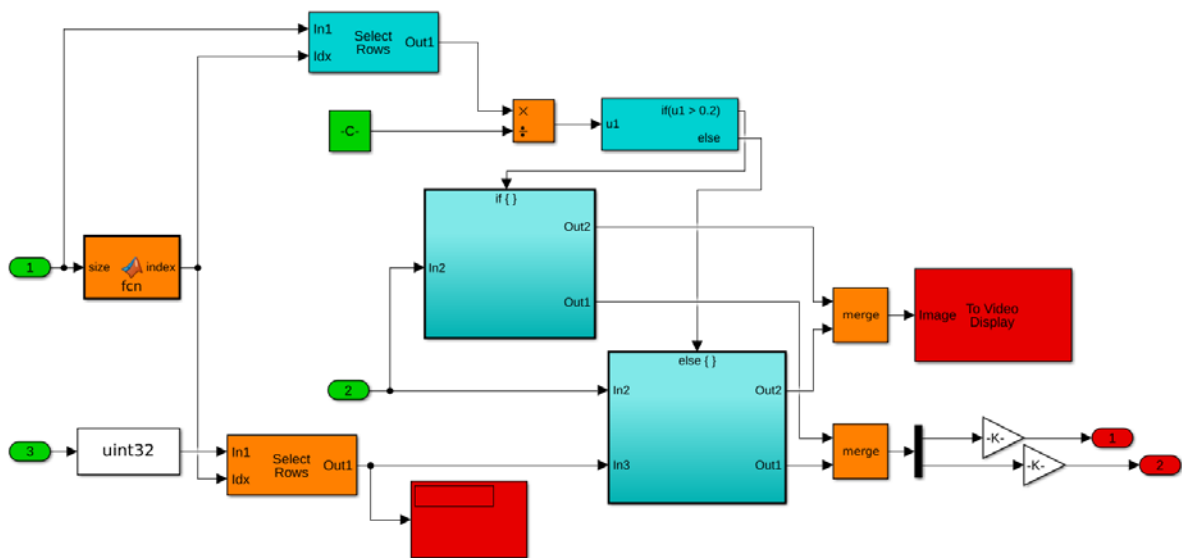 In1
Select
Rows
Out1
Idx
-C-
×
÷
u1
if(u1 > 0.2)
else
if { }
In2
Out2
Out1
1
size
index
fcn
merge
Image
To Video
Display
else { }
2
In2
Out2
In3
Out1
3
uint32
In1
Select
Rows
Out1
Idx
merge
-K-
1
-K-
2